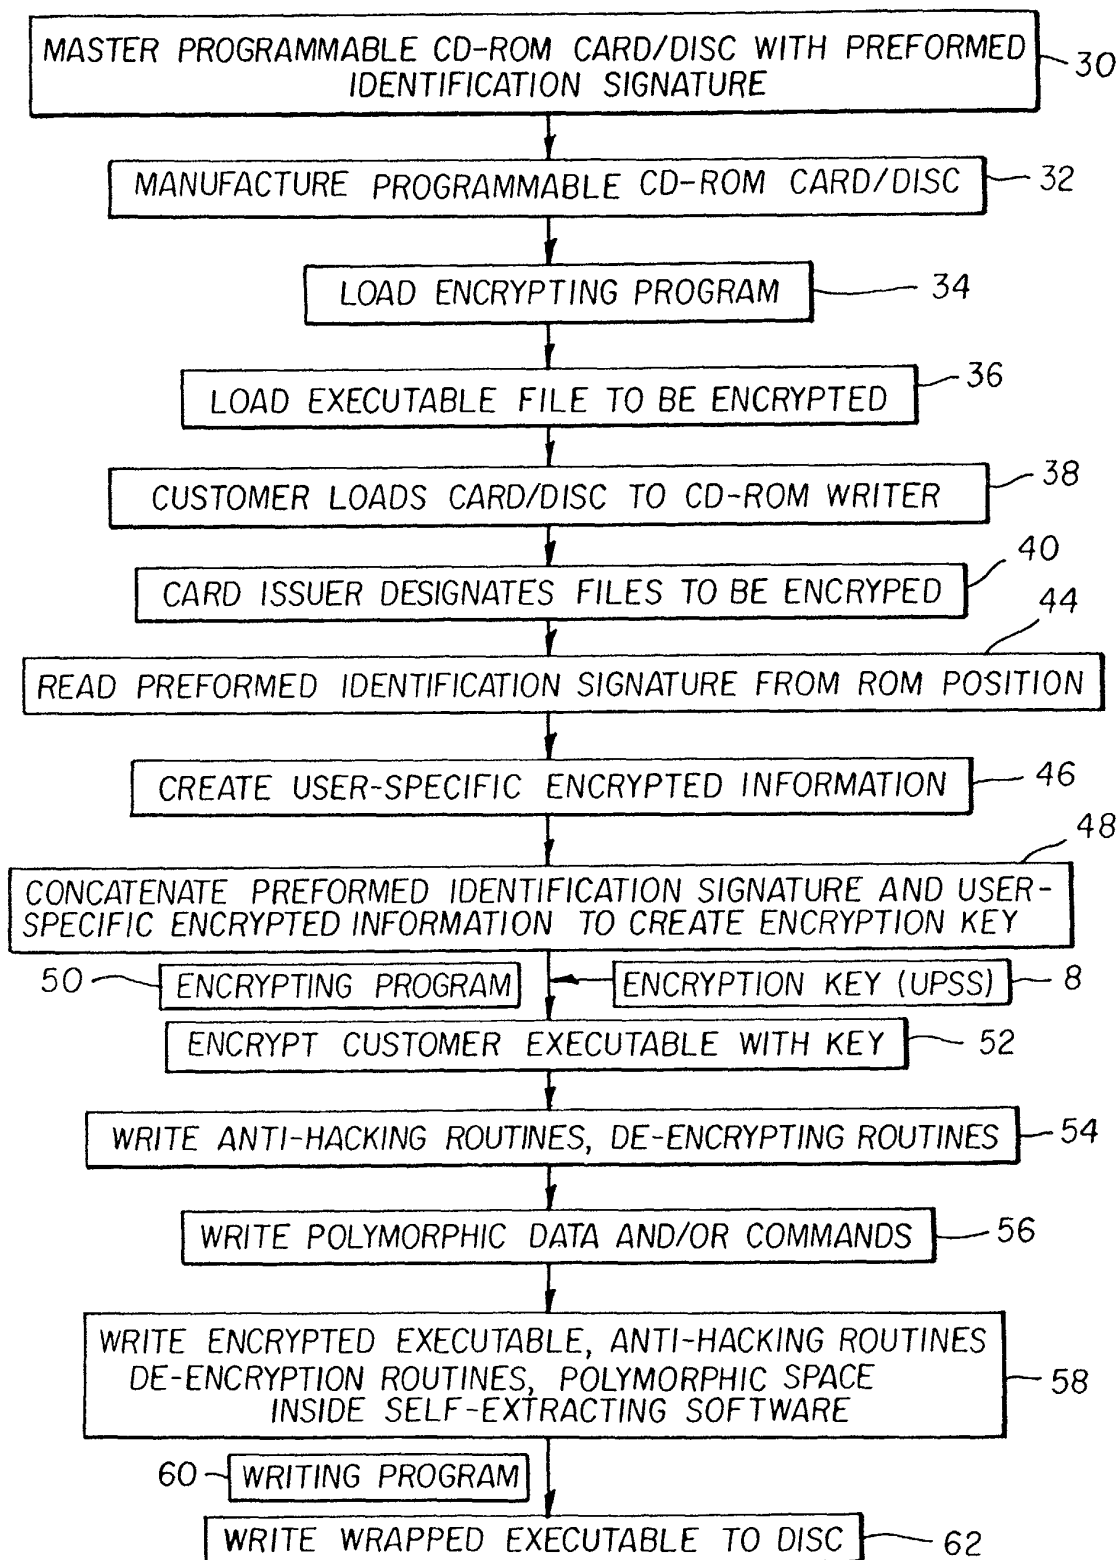 MASTER PROGRAMMABLE CD-ROM CARD/DISC WITH PREFORMED
IDENTIFICATION SIGNATURE
30
MANUFACTURE PROGRAMMABLE CD-ROM CARD/DISC
32
LOAD ENCRYPTING PROGRAM
34
LOAD EXECUTABLE FILE TO BE ENCRYPTED
36
CUSTOMER LOADS CARD/DISC TO CD-ROM WRITER
38
CARD ISSUER DESIGNATES FILES TO BE ENCRYPED
40
READ PREFORMED IDENTIFICATION SIGNATURE FROM ROM POSITION
44
CREATE USER-SPECIFIC ENCRYPTED INFORMATION
46
CONCATENATE PREFORMED IDENTIFICATION SIGNATURE AND USER-
SPECIFIC ENCRYPTED INFORMATION TO CREATE ENCRYPTION KEY
48
50
ENCRYPTING PROGRAM
ENCRYPTION KEY (UPSS)
8
ENCRYPT CUSTOMER EXECUTABLE WITH KEY
52
WRITE ANTI-HACKING ROUTINES, DE-ENCRYPTING ROUTINES
54
WRITE POLYMORPHIC DATA AND/OR COMMANDS
56
WRITE ENCRYPTED EXECUTABLE, ANTI-HACKING ROUTINES
DE-ENCRYPTION ROUTINES, POLYMORPHIC SPACE
INSIDE SELF-EXTRACTING SOFTWARE
58
60
WRITING PROGRAM
WRITE WRAPPED EXECUTABLE TO DISC
62